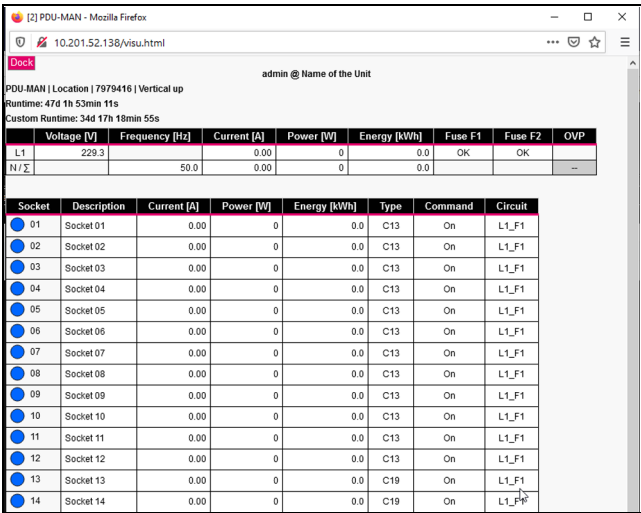 [2] PDU-MAN - Mozilla Firefox
10.201.52.138/visu.html
Dock
admin @ Name of the Unit
PDU-MAN | Location | 7979416 | Vertical up
Runtime: 47d 1h 53min 11s
Custom Runtime: 34d 17h 18min 55s
Voltage [V] Frequency [Hz] Current [A] Power [W] Energy [kWh] Fuse F1 Fuse F2 OVP
L1 229.3 0.00 0 0.0 OK OK
N / Σ 50.0 0.00 0 0.0 --
Socket Description Current [A] Power [W] Energy [kWh] Type Command Circuit
01 Socket 01 0.00 0 0.0 C13 On L1_F1
02 Socket 02 0.00 0 0.0 C13 On L1_F1
03 Socket 03 0.00 0 0.0 C13 On L1_F1
04 Socket 04 0.00 0 0.0 C13 On L1_F1
05 Socket 05 0.00 0 0.0 C13 On L1_F1
06 Socket 06 0.00 0 0.0 C13 On L1_F1
07 Socket 07 0.00 0 0.0 C13 On L1_F1
08 Socket 08 0.00 0 0.0 C13 On L1_F1
09 Socket 09 0.00 0 0.0 C13 On L1_F1
10 Socket 10 0.00 0 0.0 C13 On L1_F1
11 Socket 11 0.00 0 0.0 C13 On L1_F1
12 Socket 12 0.00 0 0.0 C13 On L1_F1
13 Socket 13 0.00 0 0.0 C19 On L1_F1
14 Socket 14 0.00 0 0.0 C19 On L1_F1